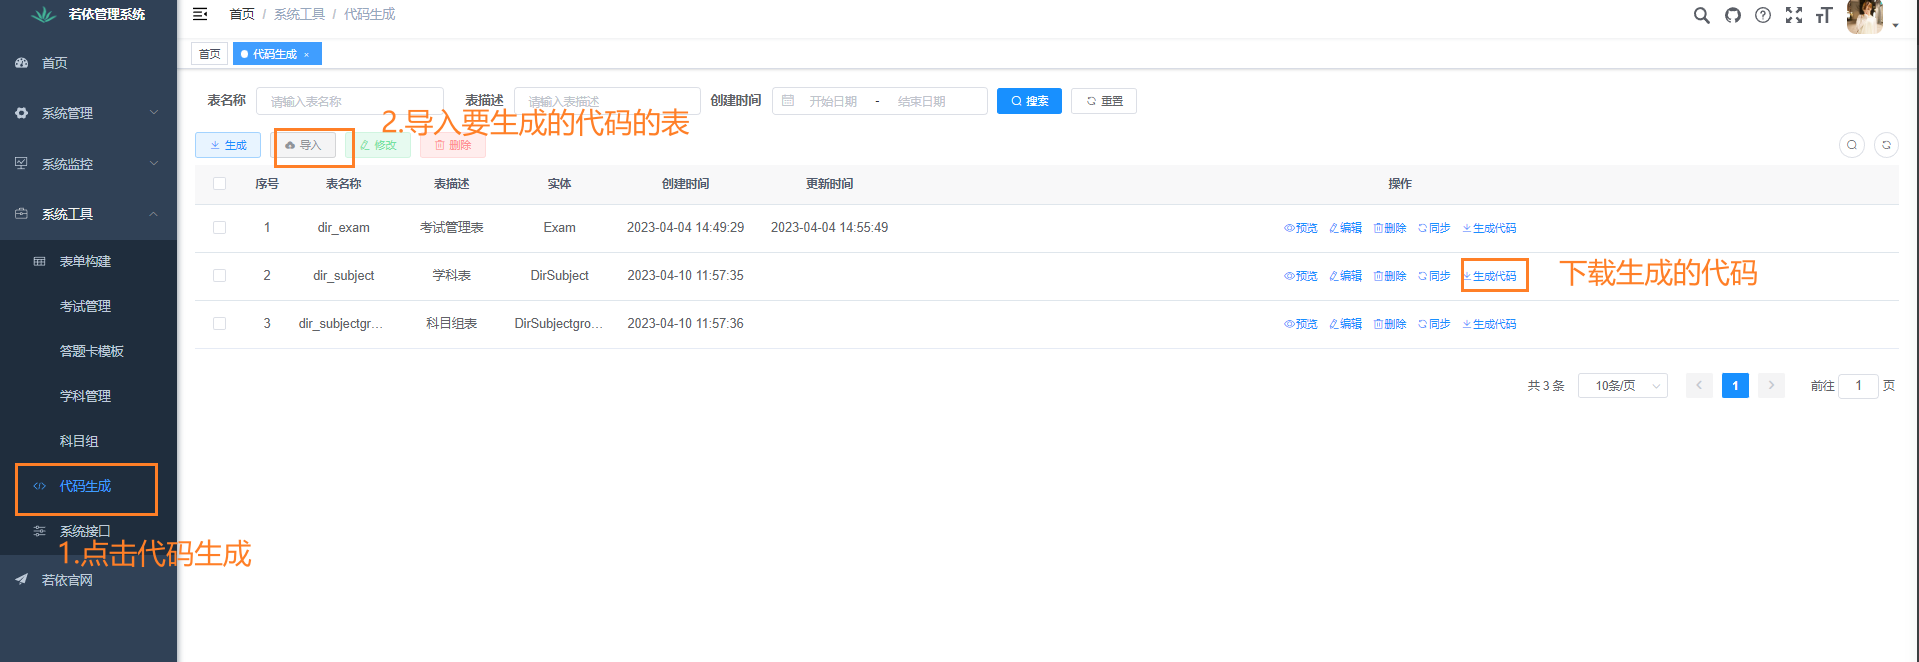 若依管理系统
首页 / 系统工具 / 代码生成
首页
系统管理
系统监控
系统工具
表单构建
考试管理
答题卡模板
学科管理
科目组
代码生成
系统接口
若依官网
1.点击代码生成
首页 代码生成 ×
表名称 请输入表名称 表描述 请输入表描述 创建时间 开始日期 - 结束日期 搜索 重置
2.导入要生成的代码的表
生成 导入 修改 删除
序号 表名称 表描述 实体 创建时间 更新时间 操作
1 dir_exam 考试管理表 Exam 2023-04-04 14:49:29 2023-04-04 14:55:49 预览 编辑 删除 同步 生成代码
2 dir_subject 学科表 DirSubject 2023-04-10 11:57:35 预览 编辑 删除 同步 生成代码
下载生成的代码
3 dir_subjectgr... 科目组表 DirSubjectgro... 2023-04-10 11:57:36 预览 编辑 删除 同步 生成代码
共 3 条 10条/页 1 前往 1 页